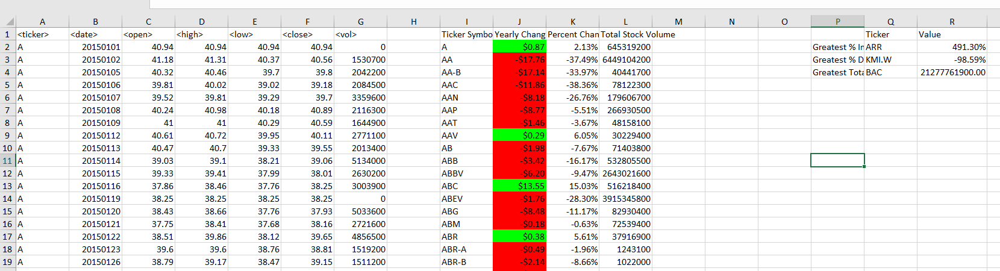 A B C D E F G H I J K L M N O P Q R
1 <ticker> <date> <open> <high> <low> <close> <vol> Ticker Symbo Yearly Chang Percent Chan Total Stock Volume Ticker Value
2 A 20150101 40.94 40.94 40.94 40.94 0 A $0.87 2.13% 645319200 Greatest % In ARR 491.30%
3 A 20150102 41.18 41.31 40.37 40.56 1530700 AA -$17.76 -37.49% 6449104200 Greatest % D KMI.W -98.59%
4 A 20150105 40.32 40.46 39.7 39.8 2042200 AA-B -$17.14 -33.97% 40441700 Greatest Tota BAC 21277761900.00
5 A 20150106 39.81 40.02 39.02 39.18 2084500 AAC -$11.86 -38.36% 78122300
6 A 20150107 39.52 39.81 39.29 39.7 3359600 AAN -$8.18 -26.76% 179606700
7 A 20150108 40.24 40.98 40.18 40.89 2116300 AAP -$8.77 -5.51% 266930500
8 A 20150109 41 41 40.29 40.59 1644900 AAT -$1.46 -3.67% 48158100
9 A 20150112 40.61 40.72 39.95 40.11 2771100 AAV $0.29 6.05% 30229400
10 A 20150113 40.47 40.7 39.33 39.55 2013400 AB -$1.98 -7.67% 71403800
11 A 20150114 39.03 39.1 38.21 39.06 5134000 ABB -$3.42 -16.17% 532805500
12 A 20150115 39.33 39.41 37.99 38.01 2630200 ABBV -$6.20 -9.47% 2643021600
13 A 20150116 37.86 38.46 37.76 38.25 3003900 ABC $13.55 15.03% 516218400
14 A 20150119 38.25 38.25 38.25 38.25 0 ABEV -$1.76 -28.30% 3915345800
15 A 20150120 38.43 38.66 37.76 37.93 5033600 ABG -$8.48 -11.17% 82930400
16 A 20150121 37.75 38.41 37.68 38.16 2721600 ABM -$0.18 -0.63% 72539400
17 A 20150122 38.51 39.86 38.12 39.65 4856500 ABR $0.38 5.61% 37916900
18 A 20150123 39.6 39.6 38.76 38.81 1519200 ABR-A -$0.49 -1.96% 1243100
19 A 20150126 38.79 39.17 38.47 39.15 1511200 ABR-B -$2.14 -8.66% 1022000